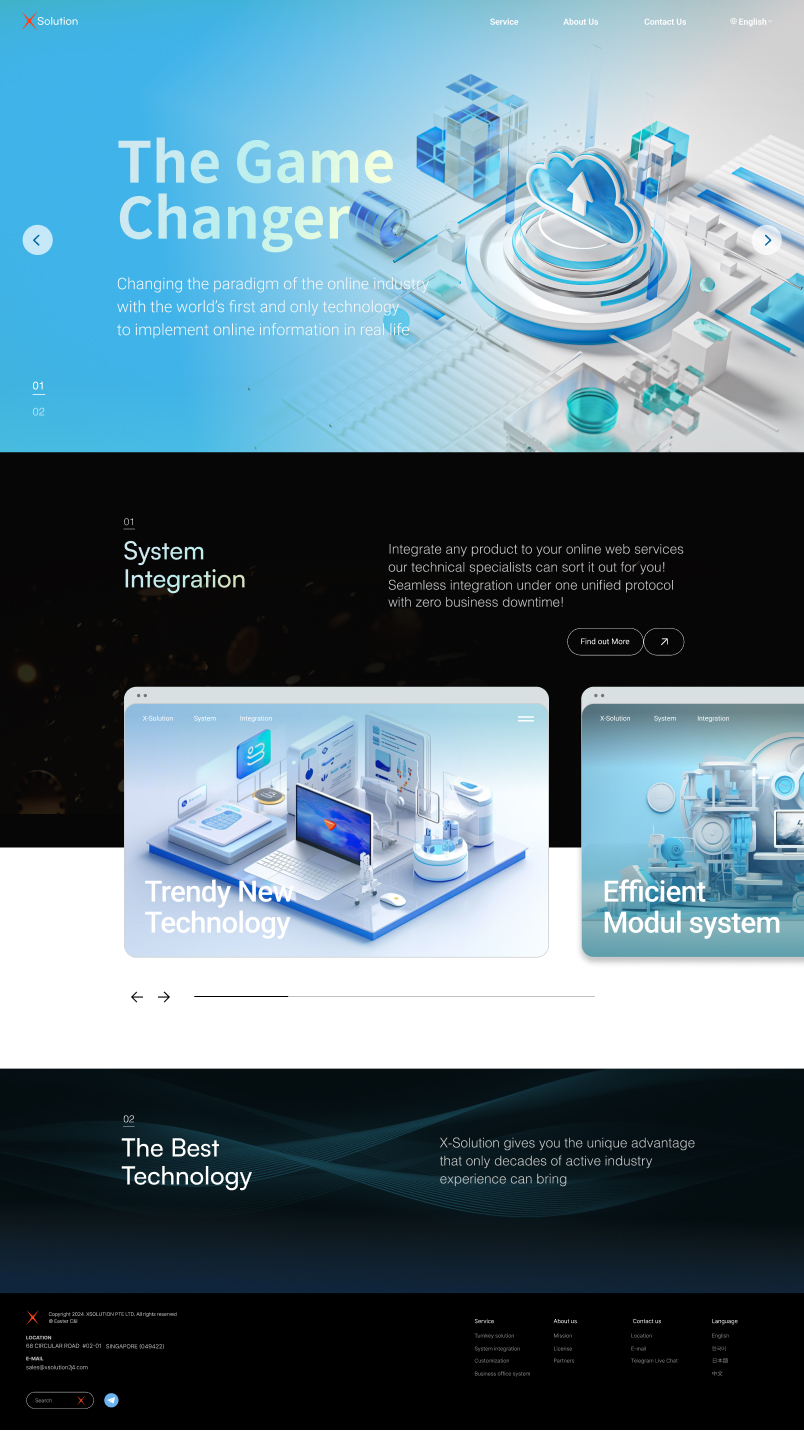 XSolution
Service
About Us
Contact Us
English
The Game
Changer
Changing the paradigm of the online industry
with the world's first and only technology
to implement online information in real life
01
02
01
System
Integration
Integrate any product to your online web services
our technical specialists can sort it out for you!
Seamless integration under one unified protocol
with zero business downtime!
Find out More
X-Solution System Integration
Trendy New
Technology
X-Solution System Integration
Efficient
Modul system
02
The Best
Technology
X-Solution gives you the unique advantage
that only decades of active industry
experience can bring
Copyright 2024. XSOLUTION PTE LTD. All rights reserved
LOCATION
68 CIRCULAR ROAD #02-01 SINGAPORE (049422)
E-MAIL
sales@xsolution24.com
Search
Service
Turnkey solution
System integration
Customization
Business office system
About us
Mission
License
Partners
Contact us
Location
E-mail
Telegram Live Chat
Language
English
한국어
日本語
中文